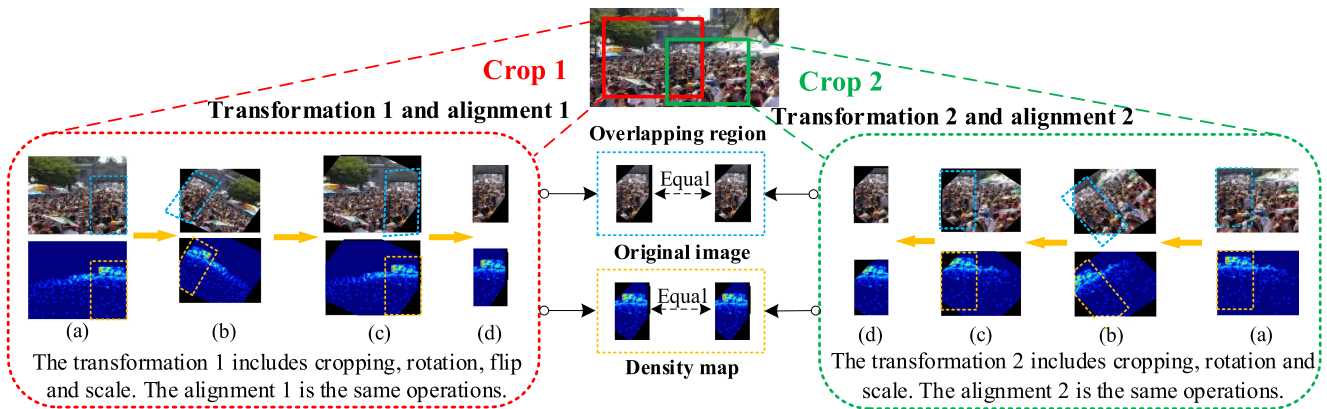 Crop 1
Crop 2
Transformation 1 and alignment 1
Transformation 2 and alignment 2
Overlapping region
Equal
Original image
Equal
Density map
(a)
(b)
(c)
(d)
The transformation 1 includes cropping, rotation, flip
and scale. The alignment 1 is the same operations.
(d)
(c)
(b)
(a)
The transformation 2 includes cropping, rotation and
scale. The alignment 2 is the same operations.